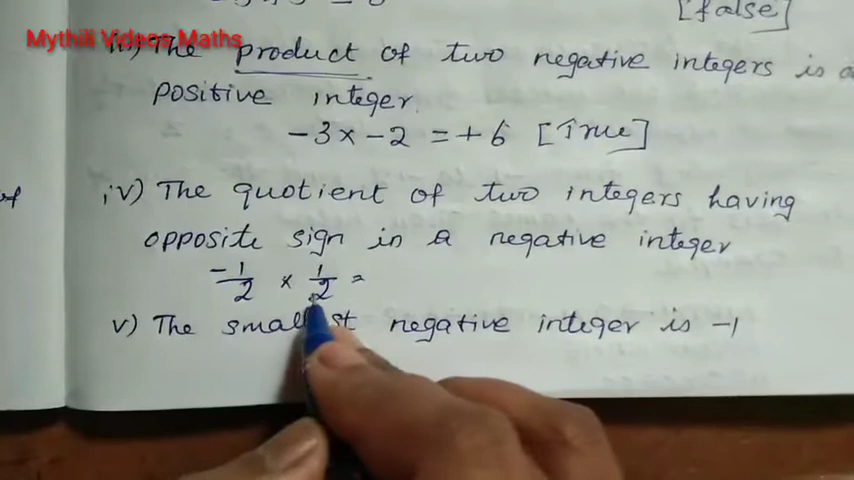 [false]
Mythili Videos Maths
The product of two negative integers is a
positive integer.
-3 x -2 = +6 [True]
of
iv) The quotient of two integers having
opposite sign in a negative integer
-1/2 x 1/2 =
v) The smallest negative integer is -1